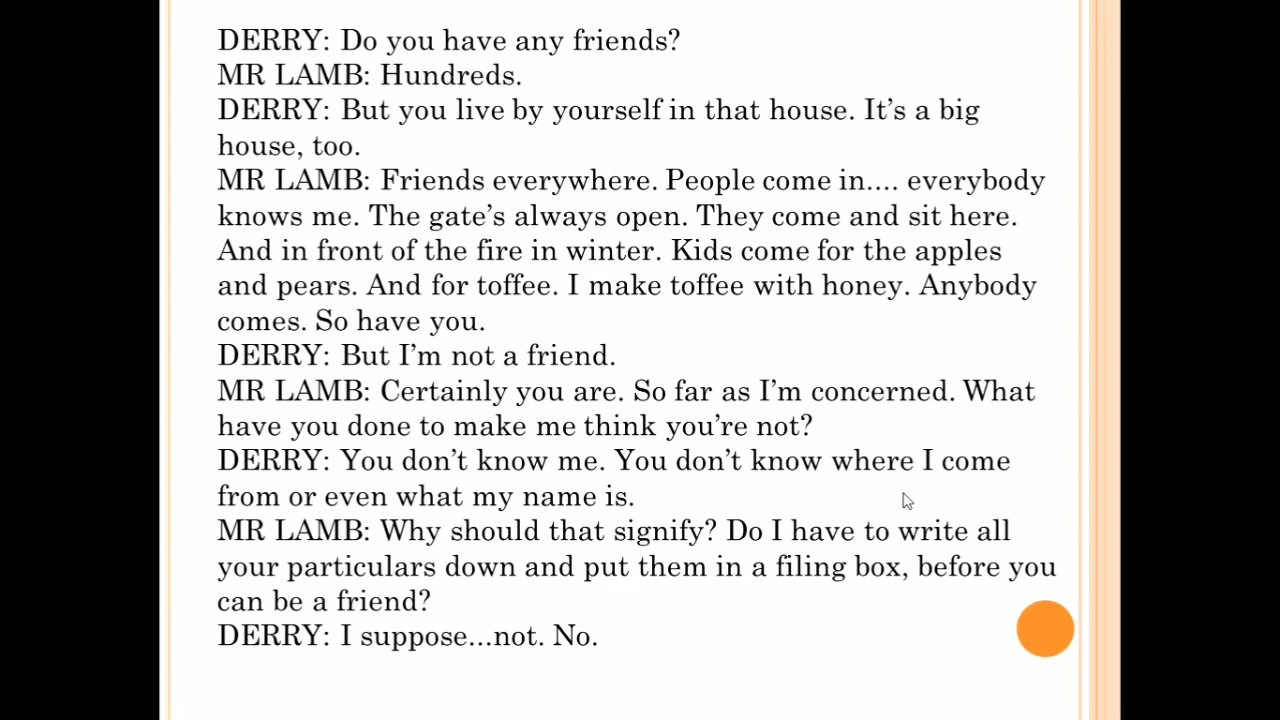 DERRY: Do you have any friends?
MR LAMB: Hundreds.
DERRY: But you live by yourself in that house. It’s a big
house, too.
MR LAMB: Friends everywhere. People come in.... everybody
knows me. The gate’s always open. They come and sit here.
And in front of the fire in winter. Kids come for the apples
and pears. And for toffee. I make toffee with honey. Anybody
comes. So have you.
DERRY: But I’m not a friend.
MR LAMB: Certainly you are. So far as I’m concerned. What
have you done to make me think you’re not?
DERRY: You don’t know me. You don’t know where I come
from or even what my name is.
MR LAMB: Why should that signify? Do I have to write all
your particulars down and put them in a filing box, before you
can be a friend?
DERRY: I suppose...not. No.